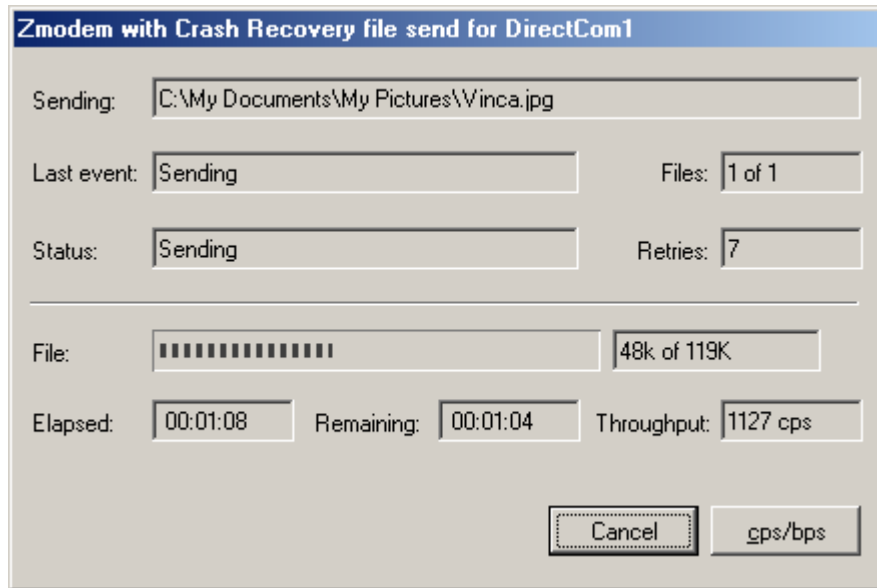 Zmodem with Crash Recovery file send for DirectCom1
Sending: C:\My Documents\My Pictures\Vinca.jpg
Last event: Sending Files: 1 of 1
Status: Sending Retries: 7
File: 48k of 119K
Elapsed: 00:01:08 Remaining: 00:01:04 Throughput: 1127 cps
Cancel cps/bps